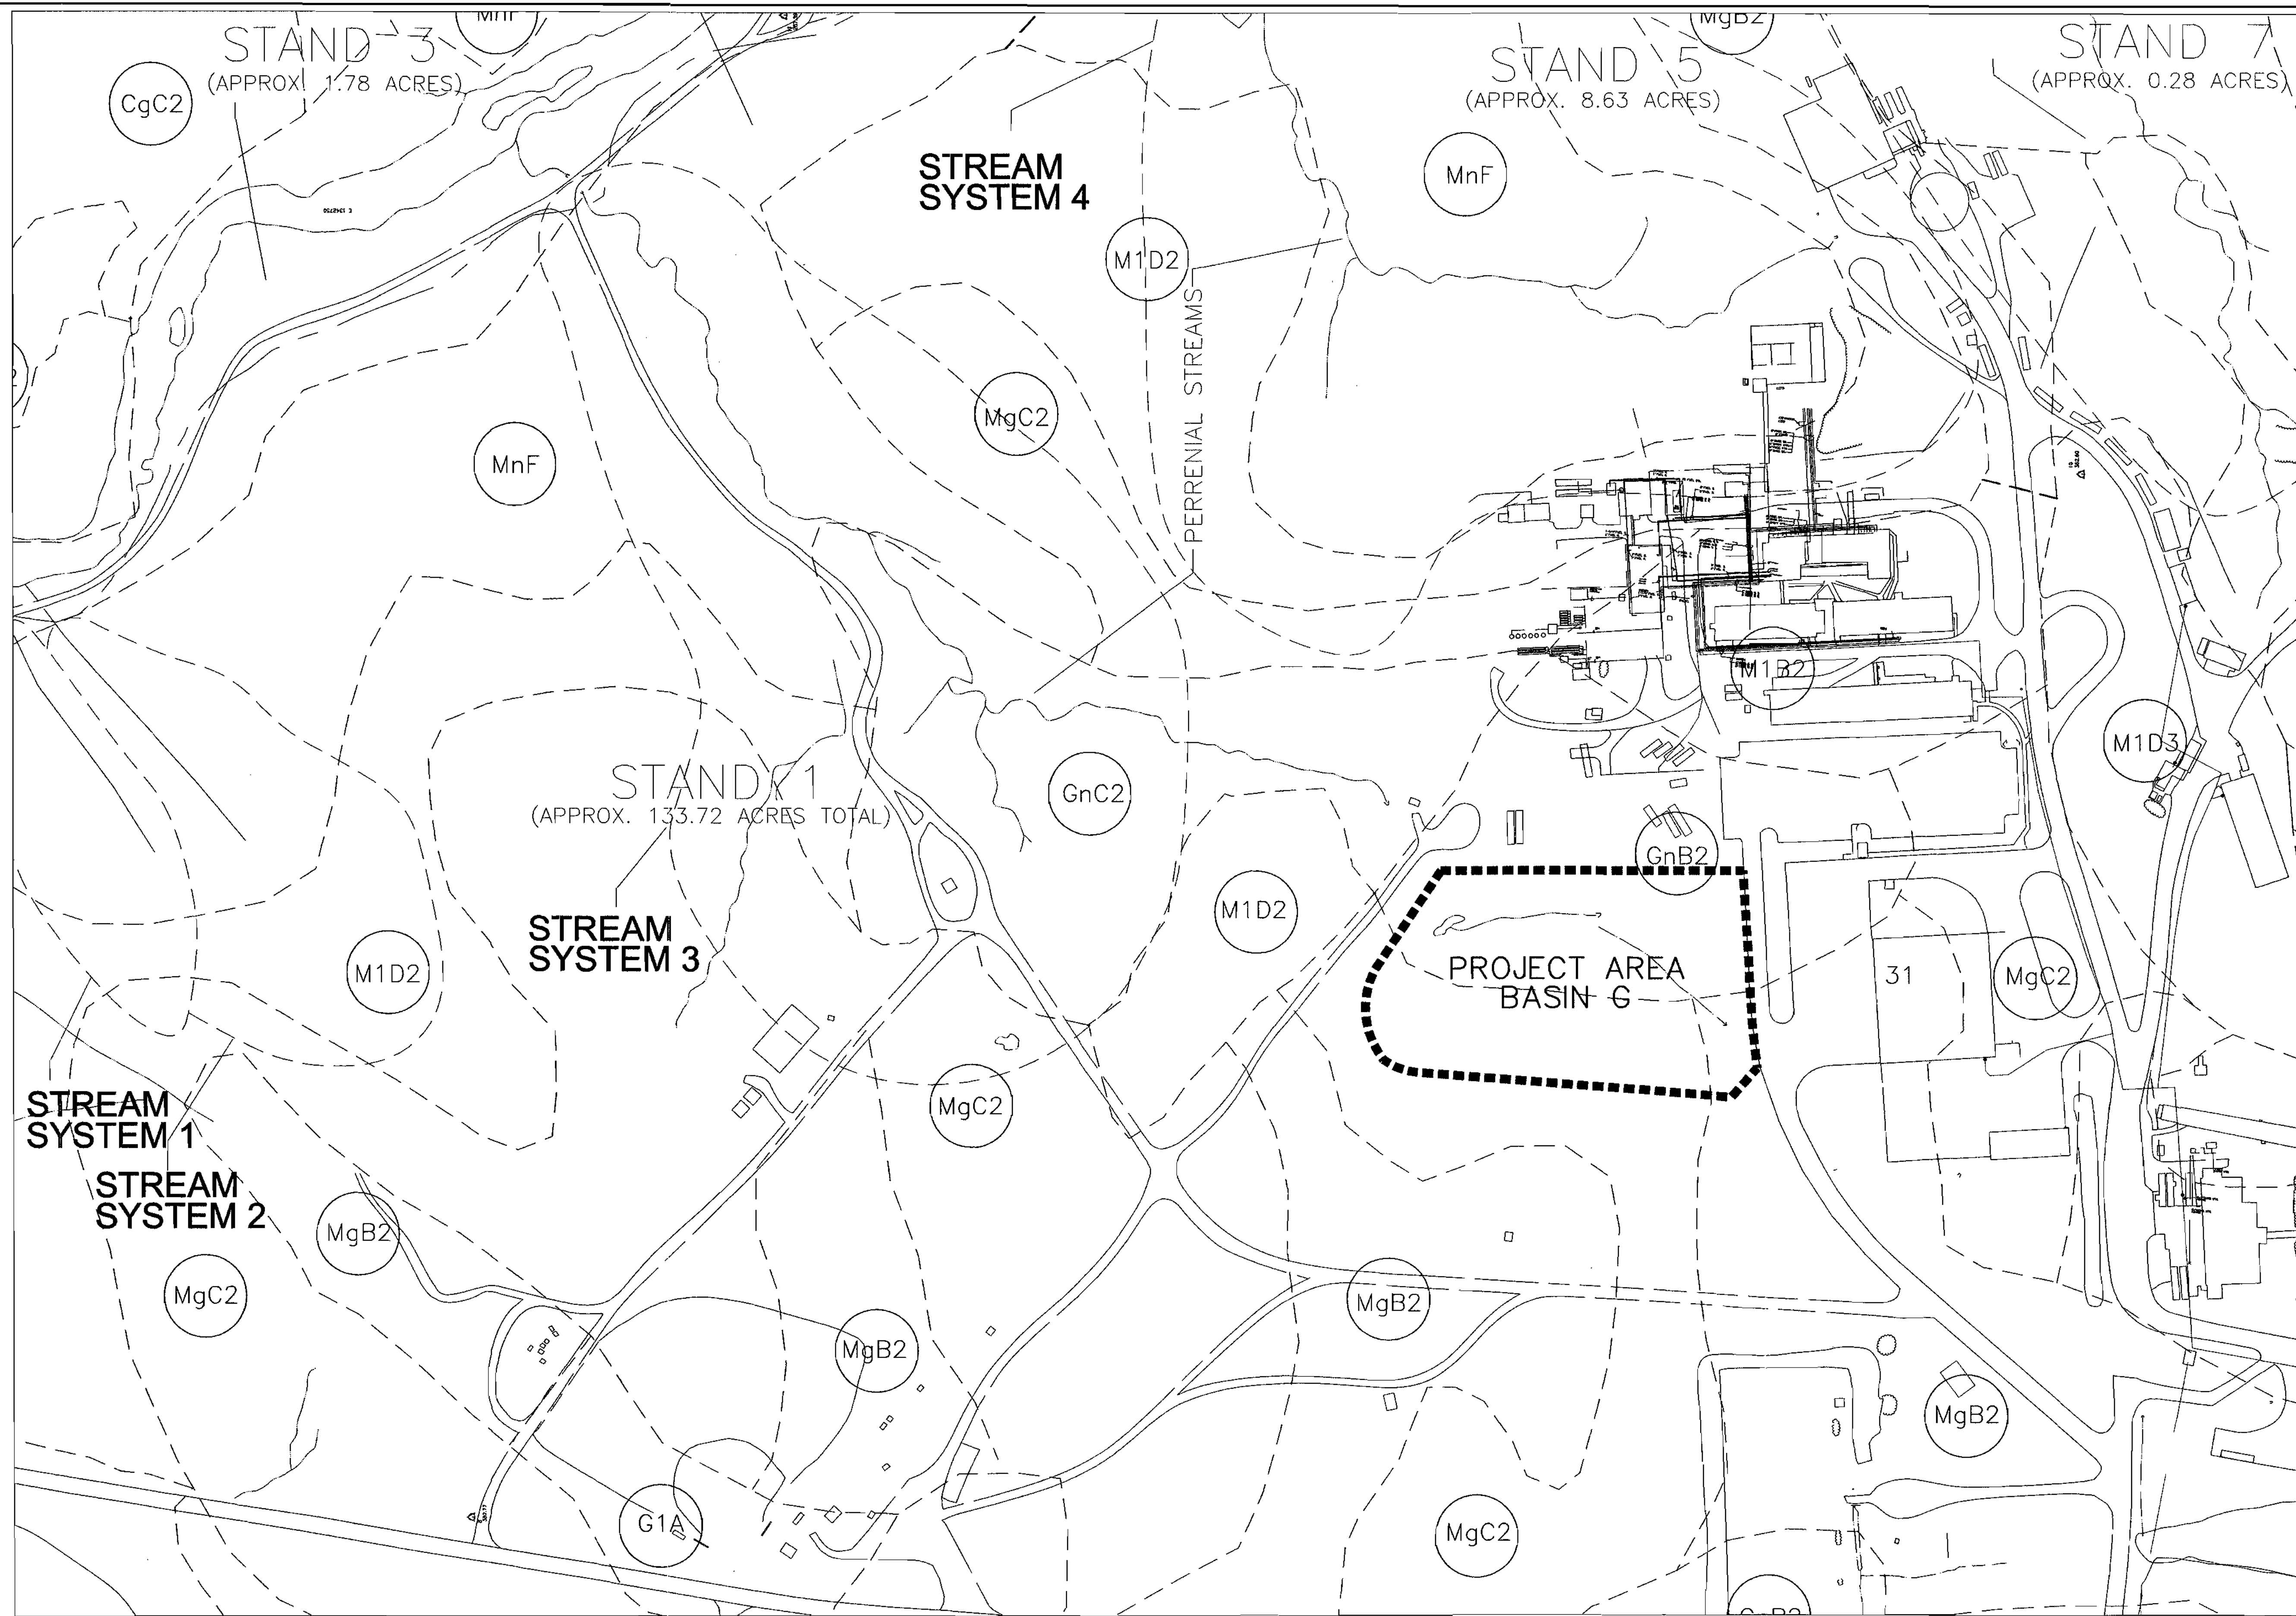 MgB2
STAND 3
(APPROX. 1.78 ACRES)
STAND 5
(APPROX. 8.63 ACRES)
STAND 7
(APPROX. 0.28 ACRES)
CgC2
STREAM
SYSTEM 4
MnF
M1D2
E 1342750
PERRENIAL STREAMS
MgC2
MnF
M1B2
M1D3
STAND 1
(APPROX. 133.72 ACRES TOTAL)
GnC2
GnB2
M1D2
STREAM
SYSTEM 3
M1D2
PROJECT AREA
BASIN G
31
MgC2
STREAM
SYSTEM 1
MgC2
STREAM
SYSTEM 2
MgB2
MgC2
MgB2
MgB2
MgB2
G1A
MgC2